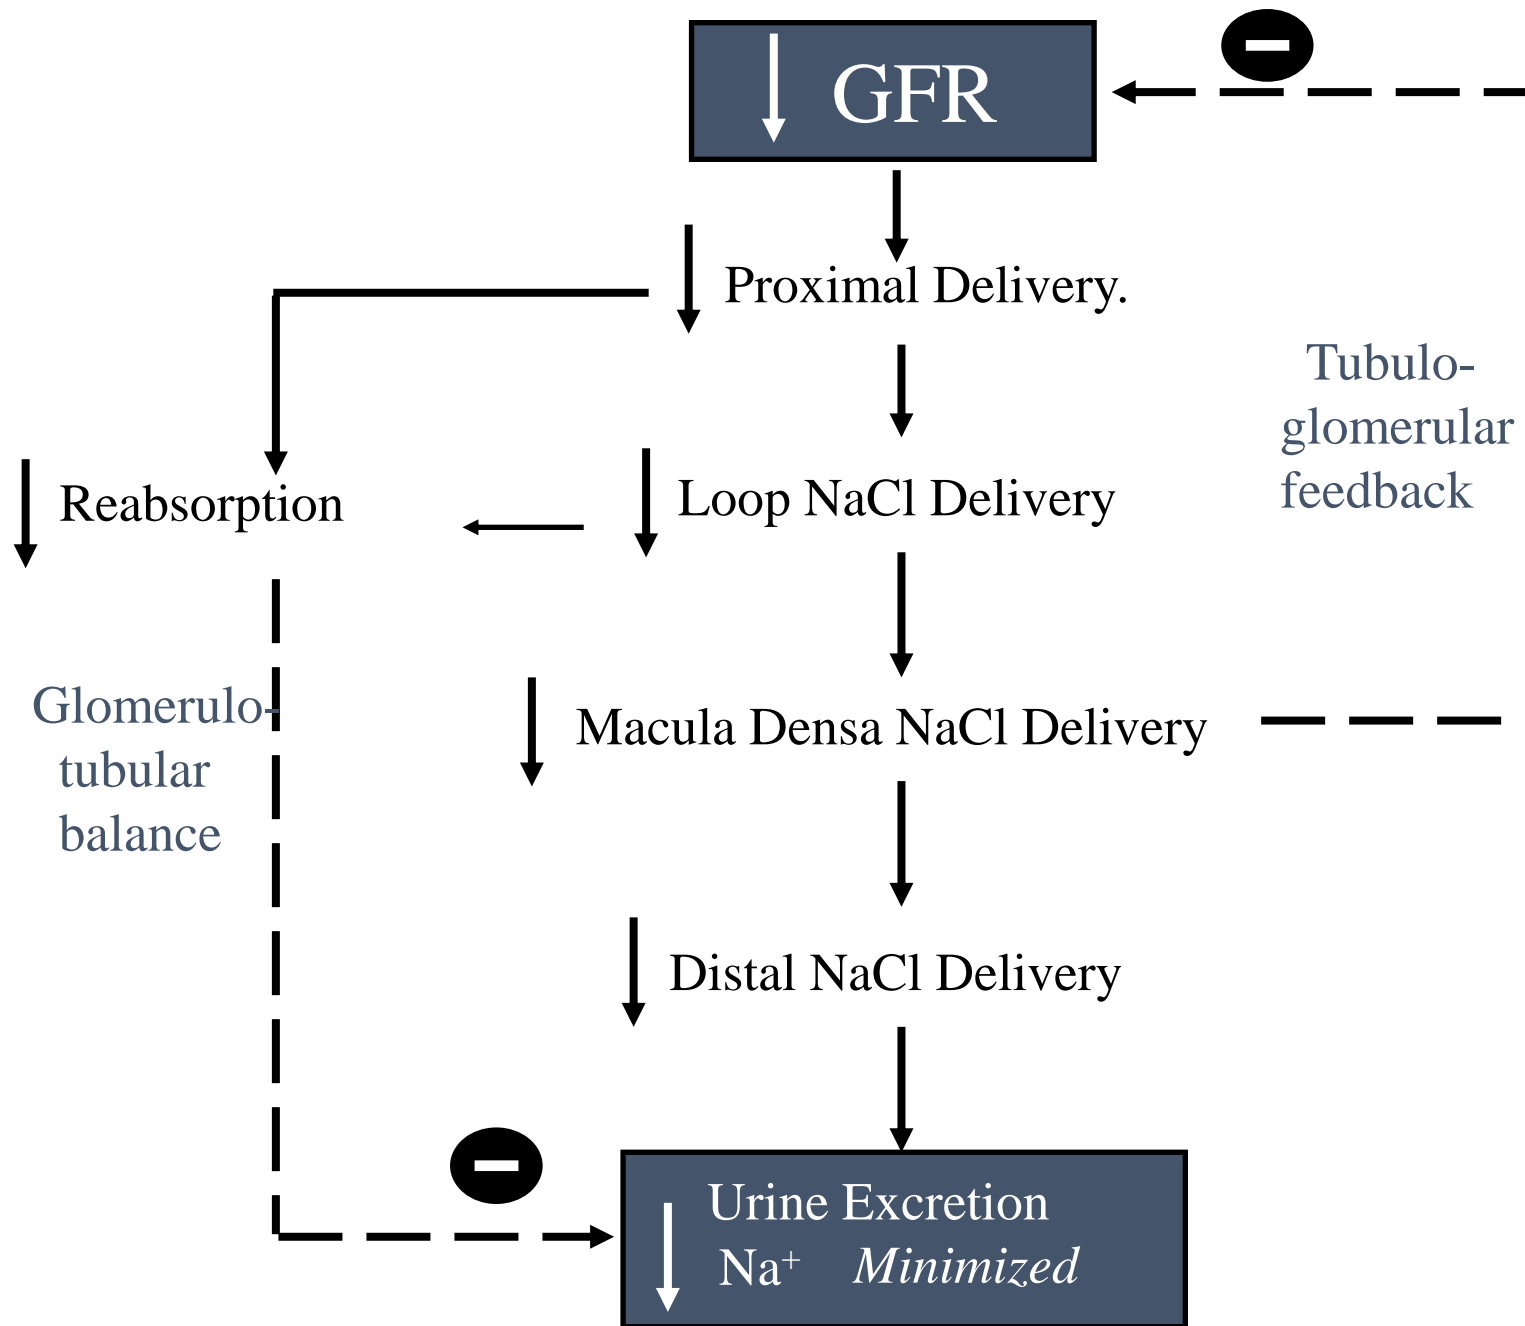 GFR
Proximal Delivery.
Tubulo-
glomerular
feedback
Reabsorption
Loop NaCl Delivery
Glomerulo-
tubular
balance
Macula Densa NaCl Delivery
Distal NaCl Delivery
Urine Excretion
Na⁺ Minimized